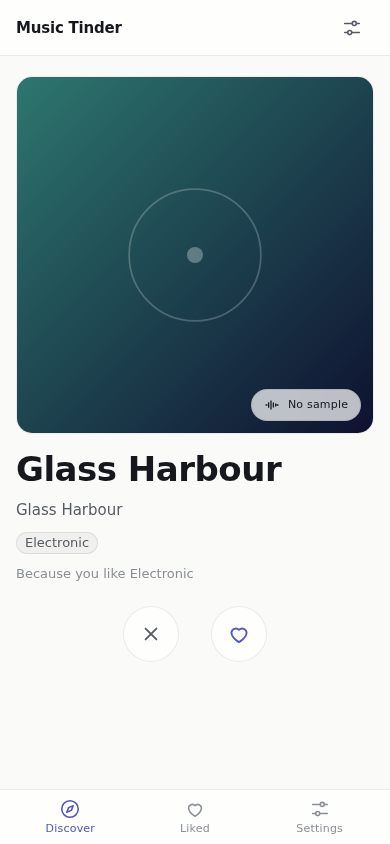 Music Tinder
No sample
Glass Harbour
Glass Harbour
Electronic
Because you like Electronic
Discover
Liked
Settings